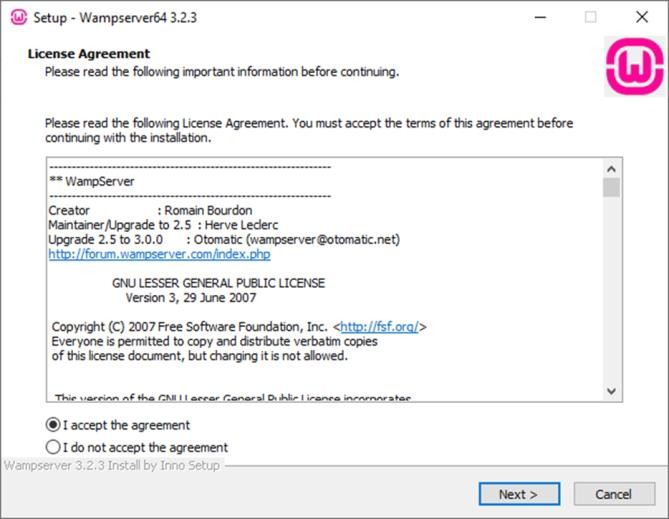 Setup - Wampserver64 3.2.3
License Agreement
Please read the following important information before continuing.
Please read the following License Agreement. You must accept the terms of this agreement before
continuing with the installation.
------------------------------------------------------------
** WampServer
------------------------------------------------------------
Creator : Romain Bourdon
Maintainer/Upgrade to 2.5 : Herve Leclerc
Upgrade 2.5 to 3.0.0 : Otomatic (wampserver@otomatic.net)
http://forum.wampserver.com/index.php
GNU LESSER GENERAL PUBLIC LICENSE
Version 3, 29 June 2007
Copyright (C) 2007 Free Software Foundation, Inc. <http://fsf.org/>
Everyone is permitted to copy and distribute verbatim copies
of this license document, but changing it is not allowed.
This version of the GNU Lesser General Public License incorporates
I accept the agreement
I do not accept the agreement
Wampserver 3.2.3 Install by Inno Setup
Next >
Cancel